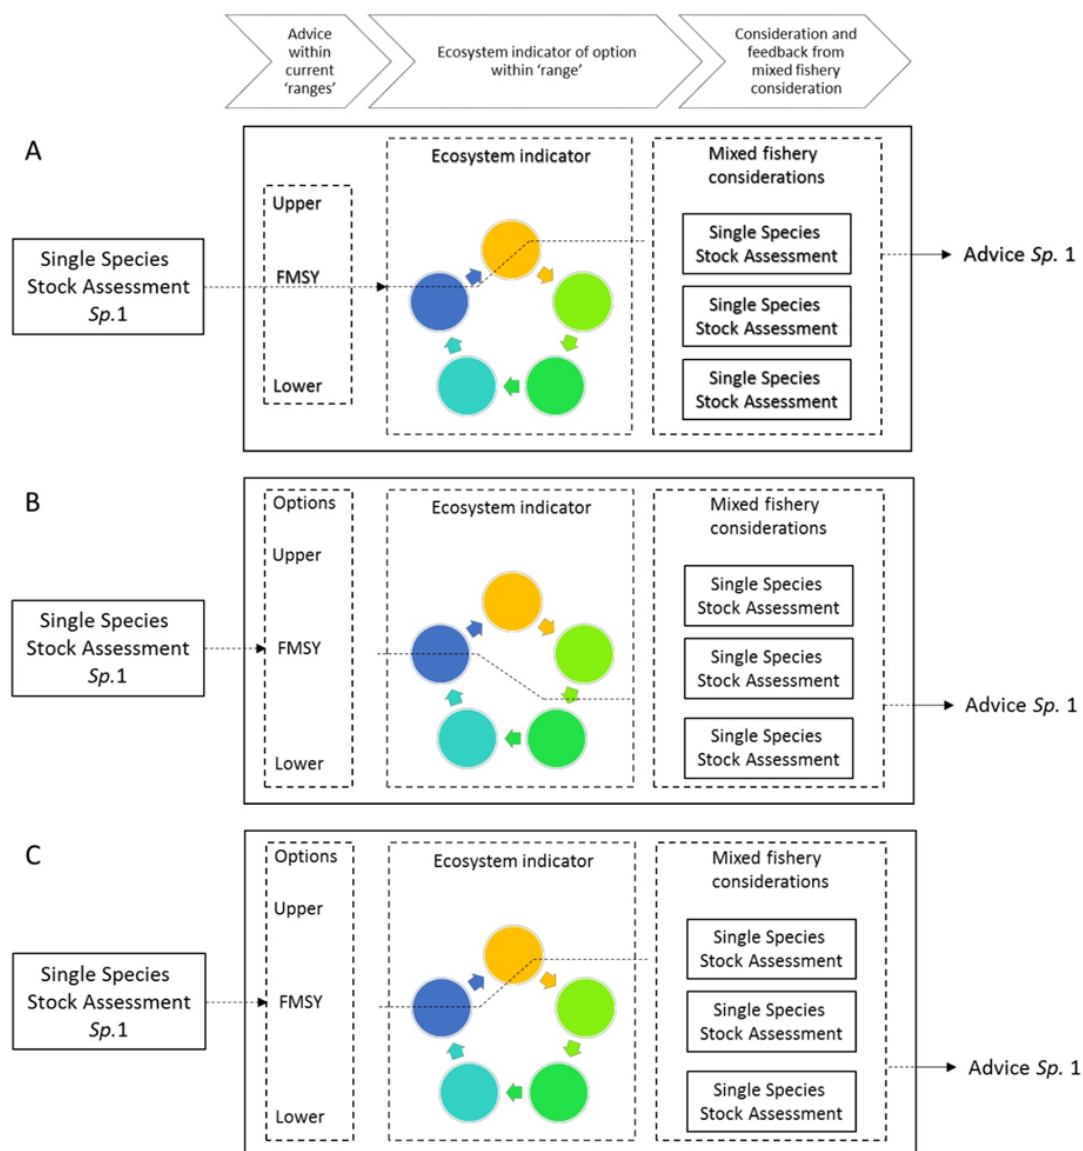 Advice
within
current
‘ranges’
Ecosystem indicator of option
within ‘range’
Consideration and
feedback from
mixed fishery
consideration
A
Single Species
Stock Assessment
Sp.1
Upper
FMSY
Lower
Ecosystem indicator
Mixed fishery
considerations
Single Species
Stock Assessment
Single Species
Stock Assessment
Single Species
Stock Assessment
Advice Sp. 1
B
Single Species
Stock Assessment
Sp.1
Options
Upper
FMSY
Lower
Ecosystem indicator
Mixed fishery
considerations
Single Species
Stock Assessment
Single Species
Stock Assessment
Single Species
Stock Assessment
Advice Sp. 1
C
Single Species
Stock Assessment
Sp.1
Options
Upper
FMSY
Lower
Ecosystem indicator
Mixed fishery
considerations
Single Species
Stock Assessment
Single Species
Stock Assessment
Single Species
Stock Assessment
Advice Sp. 1